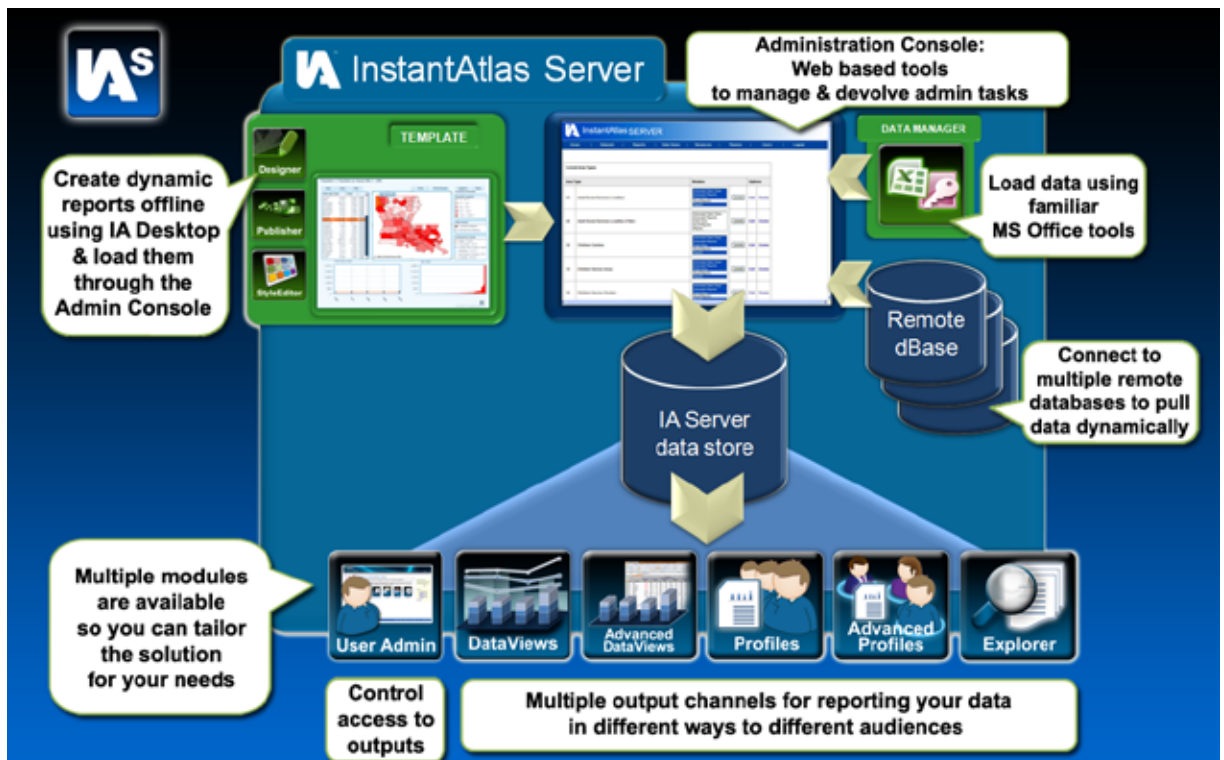 IAS
InstantAtlas Server
Administration Console:
Web based tools
to manage & devolve admin tasks
TEMPLATE
Designer
Publisher
StyleEditor
Create dynamic
reports offline
using IA Desktop
& load them
through the
Admin Console
InstantAtlas SERVER
DATA MANAGER
Load data using
familiar
MS Office tools
Remote
dBase
Connect to
multiple remote
databases to pull
data dynamically
IA Server
data store
Multiple modules
are available
so you can tailor
the solution
for your needs
User Admin
DataViews
Advanced
DataViews
Profiles
Advanced
Profiles
Explorer
Control
access to
outputs
Multiple output channels for reporting your data
in different ways to different audiences